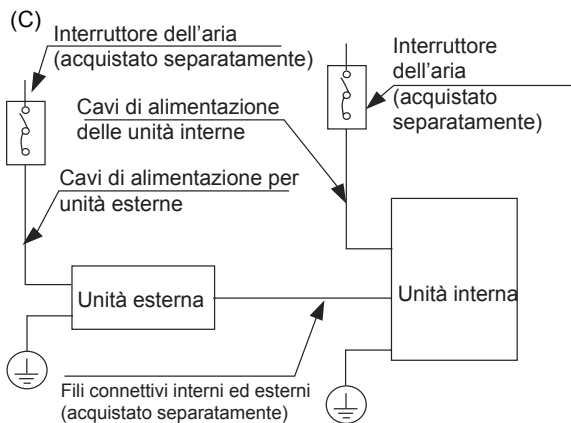 (C)
Interruttore dell'aria
(acquistato separatamente)
Interruttore
dell'aria
(acquistato
separatamente)
Cavi di alimentazione
delle unità interne
Cavi di alimentazione per
unità esterne
Unità esterna
Unità interna
Fili connettivi interni ed esterni
(acquistato separatamente)